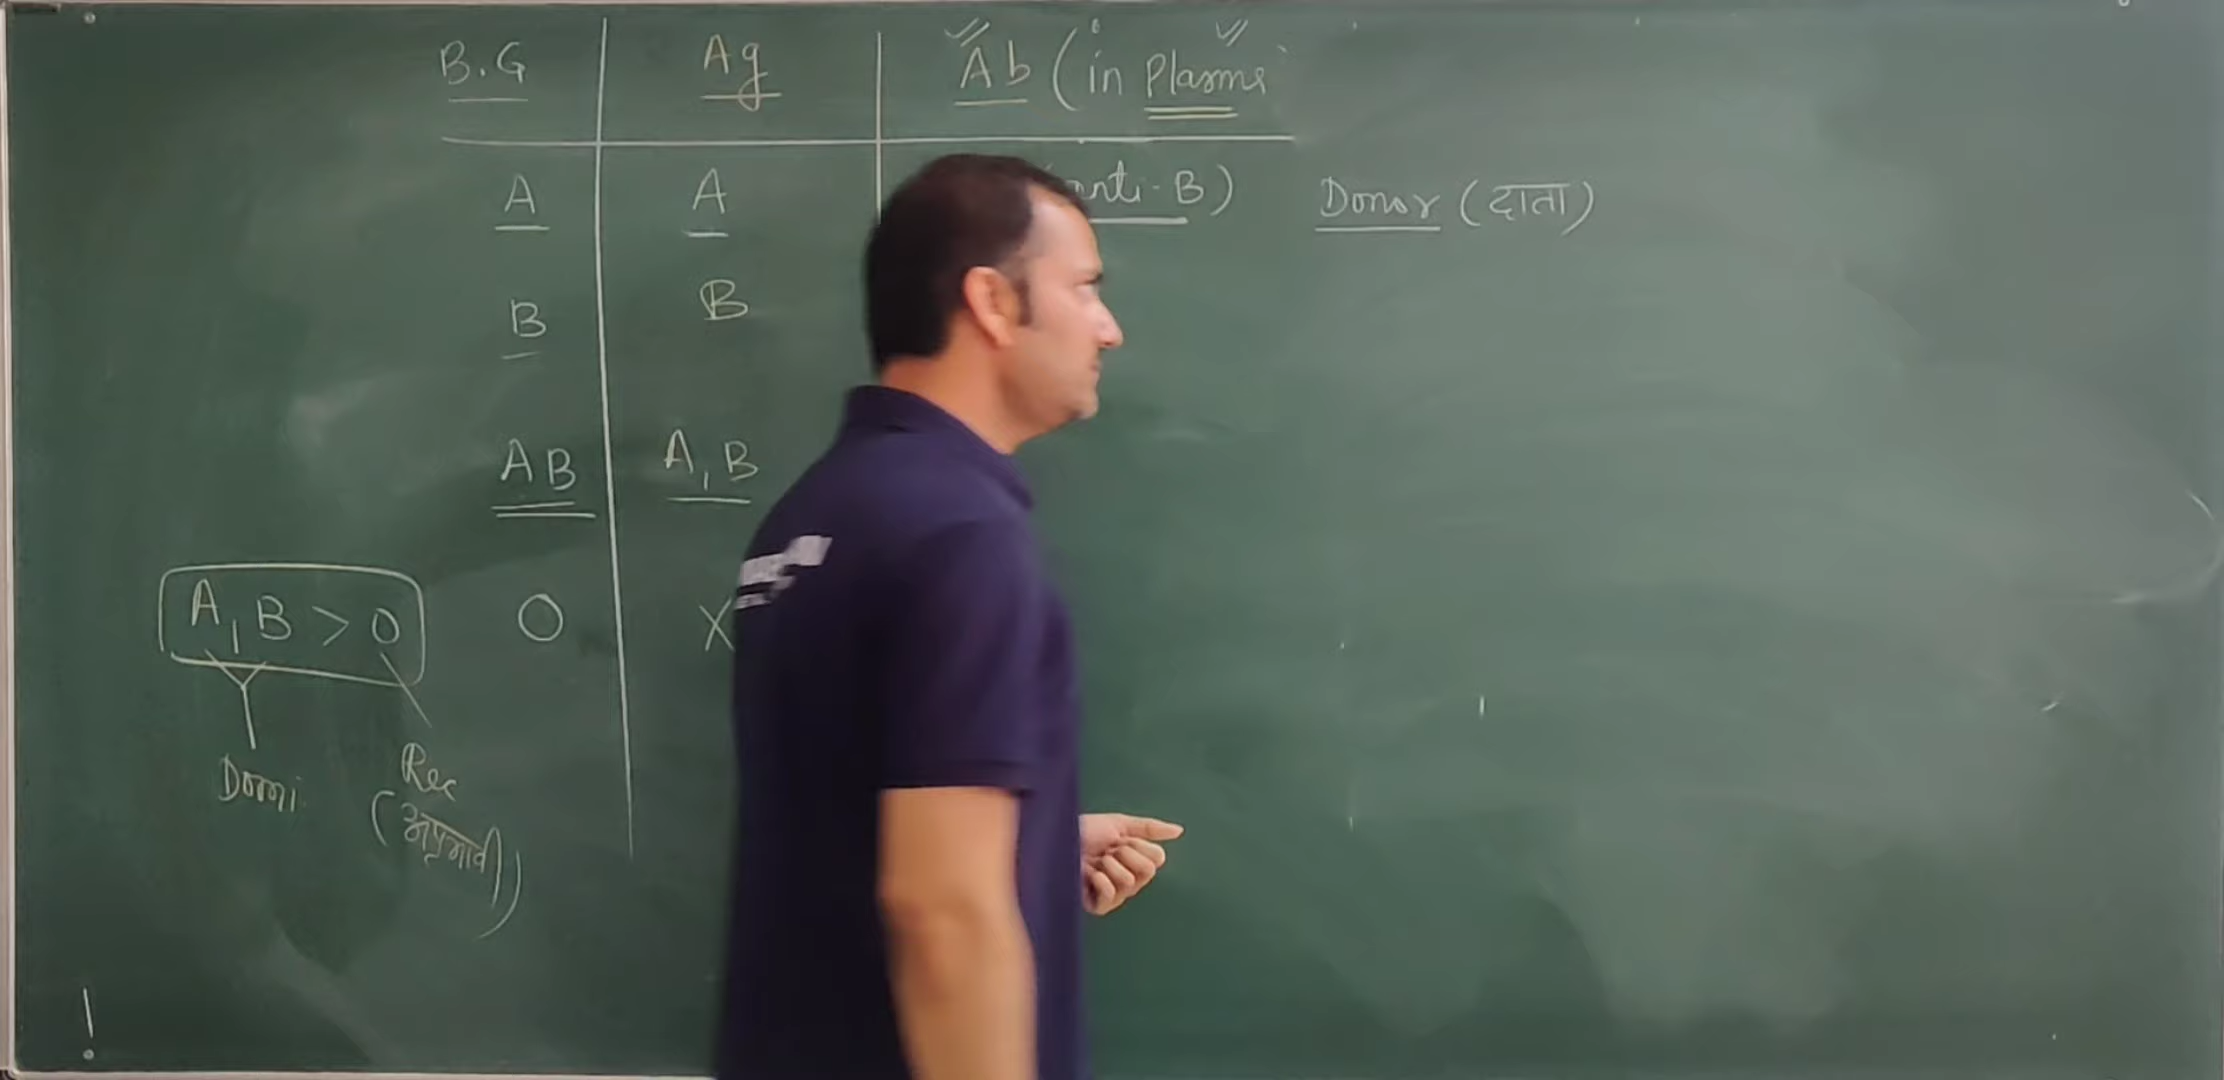 B.G Ag Ab (in Plasma
A A anti-B) Donor (दाता)
B B
AB A,B
O X
A,B > O
Domi. Rec
(अप्रभावी)